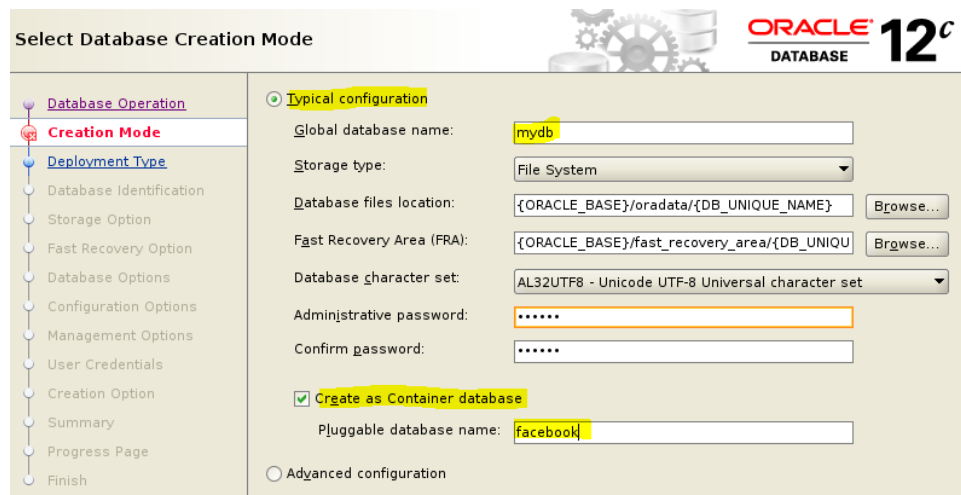 Select Database Creation Mode
ORACLE
DATABASE
12c
Database Operation
Creation Mode
Deployment Type
Database Identification
Storage Option
Fast Recovery Option
Database Options
Configuration Options
Management Options
User Credentials
Creation Option
Summary
Progress Page
Finish
Typical configuration
Global database name: mydb
Storage type: File System
Database files location: {ORACLE_BASE}/oradata/{DB_UNIQUE_NAME} Browse...
Fast Recovery Area (FRA): {ORACLE_BASE}/fast_recovery_area/{DB_UNIQU Browse...
Database character set: AL32UTF8 - Unicode UTF-8 Universal character set
Administrative password: ••••••
Confirm password: ••••••
Create as Container database
Pluggable database name: facebook
Advanced configuration